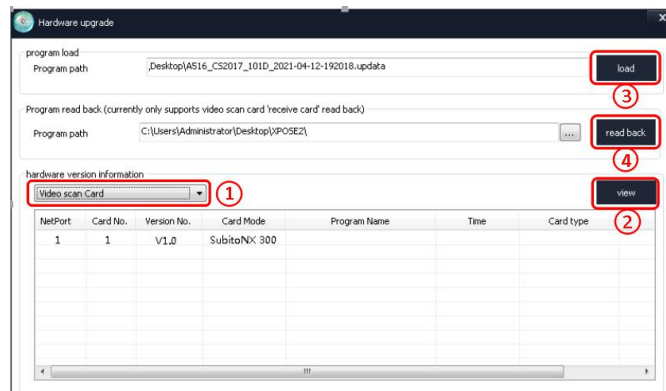 Hardware upgrade
x
program load
Program path ,Desktop\A516_CS2017_101D_2021-04-12-192018.updata load
③
Program read back (currently only supports video scan card 'receive card' read back)
Program path C:\Users\Administrator\Desktop\XPOSE2\ ... read back
④
hardware version information
Video scan Card ① view
②
NetPort Card No. Version No. Card Mode Program Name Time Card type
1 1 V1.0 SubitoNX 300